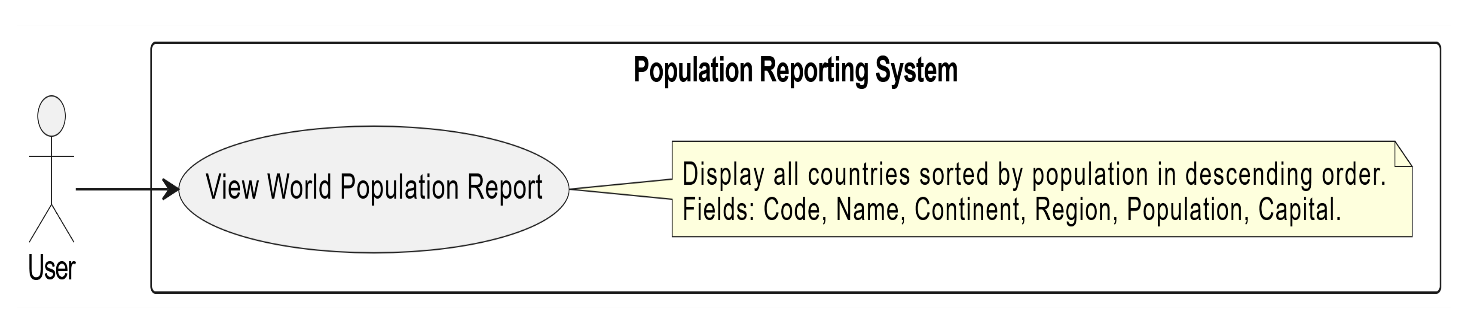 Population Reporting System
View World Population Report
Display all countries sorted by population in descending order.
Fields: Code, Name, Continent, Region, Population, Capital.
User